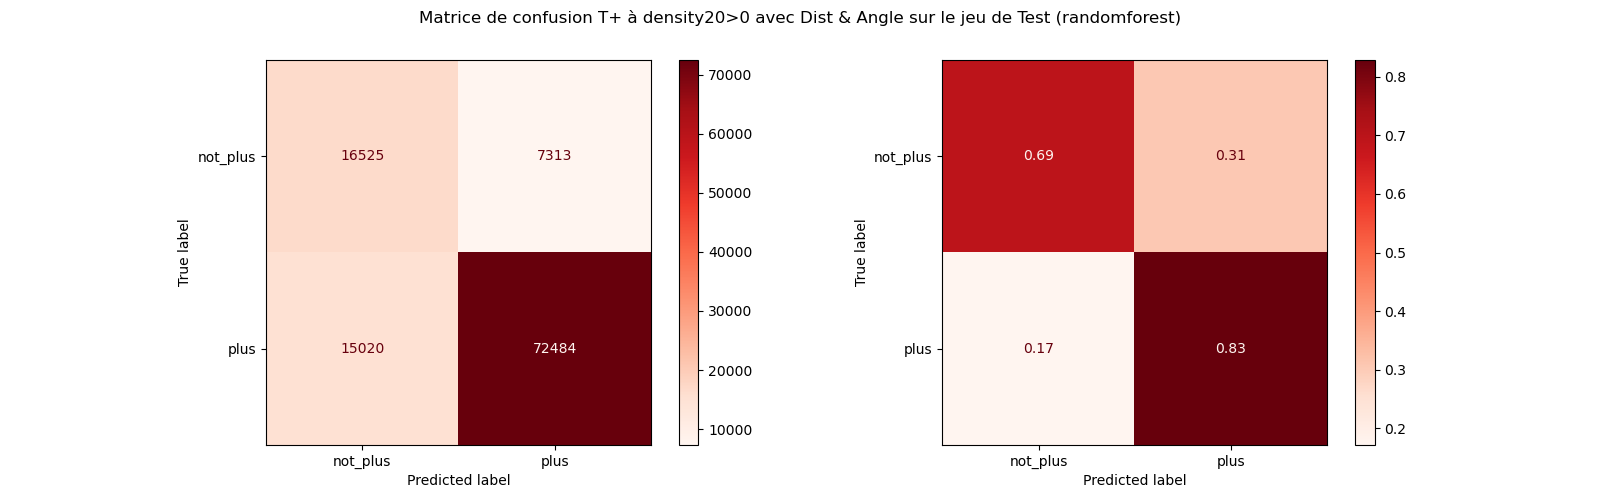 Matrice de confusion T+ à density20>0 avec Dist & Angle sur le jeu de Test (randomforest)
True label
not_plus
plus
16525 7313
15020 72484
not_plus plus
Predicted label
70000
60000
50000
40000
30000
20000
10000
True label
not_plus
plus
0.69 0.31
0.17 0.83
not_plus plus
Predicted label
0.8
0.7
0.6
0.5
0.4
0.3
0.2